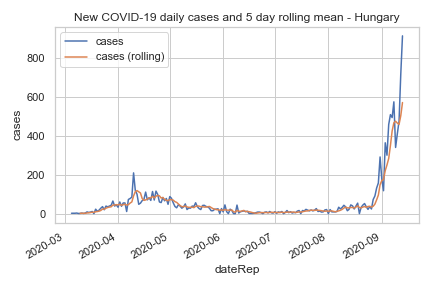 New COVID-19 daily cases and 5 day rolling mean - Hungary
cases
cases (rolling)
cases
800
600
400
200
0
2020-03
2020-04
2020-05
2020-06
2020-07
2020-08
2020-09
dateRep